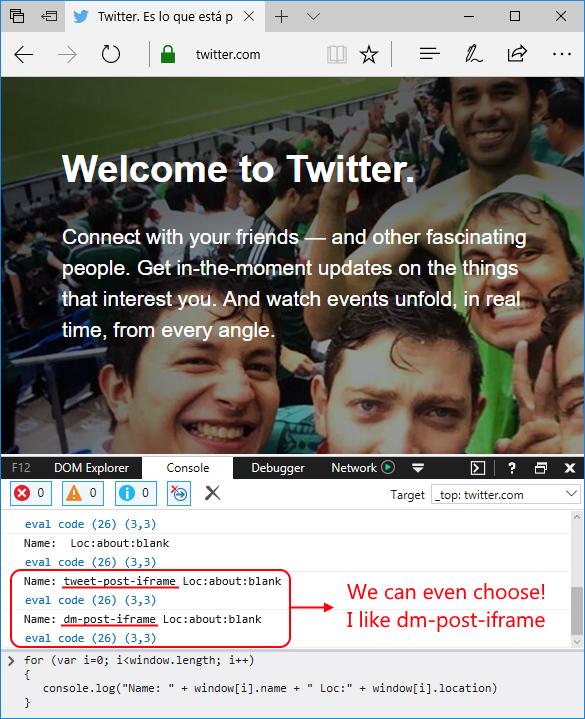 Twitter. Es lo que está p
twitter.com
Welcome to Twitter.
Connect with your friends — and other fascinating
people. Get in-the-moment updates on the things
that interest you. And watch events unfold, in real
time, from every angle.
F12 DOM Explorer Console Debugger Network ?
0 0 0 Target _top: twitter.com
eval code (26) (3,3)
Name:  Loc:about:blank
eval code (26) (3,3)
Name: tweet-post-iframe Loc:about:blank
eval code (26) (3,3)
Name: dm-post-iframe Loc:about:blank
eval code (26) (3,3)
We can even choose!
I like dm-post-iframe
for (var i=0; i<window.length; i++)
{
console.log("Name: " + window[i].name + " Loc:" + window[i].location)
}